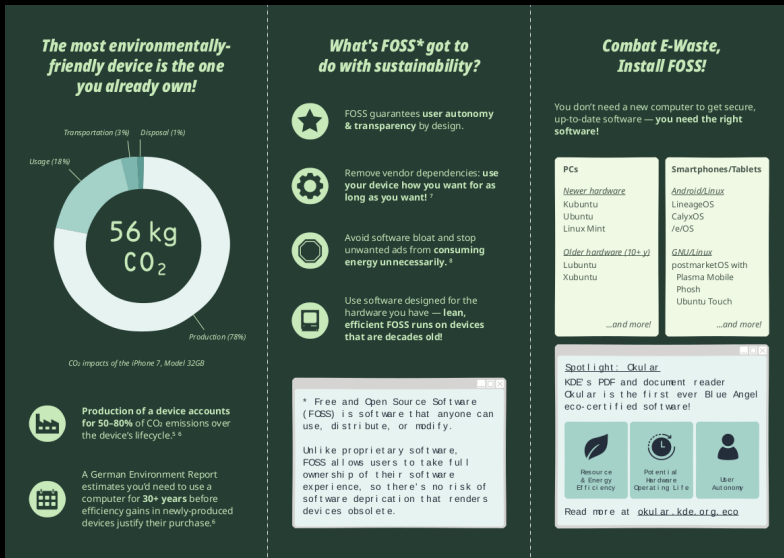 The most environmentally-
friendly device is the one
you already own!
Transportation (3%)
Disposal (1%)
Usage (18%)
56 kg
CO₂
Production (78%)
CO₂ impacts of the iPhone 7, Model 32GB
Production of a device accounts
for 50–80% of CO₂ emissions over
the device's lifecycle.⁵ ⁶
A German Environment Report
estimates you'd need to use a
computer for 30+ years before
efficiency gains in newly-produced
devices justify their purchase.⁶
What's FOSS* got to
do with sustainability?
FOSS guarantees user autonomy
& transparency by design.
Remove vendor dependencies: use
your device how you want for as
long as you want! ⁷
Avoid software bloat and stop
unwanted ads from consuming
energy unnecessarily. ⁸
Use software designed for the
hardware you have — lean,
efficient FOSS runs on devices
that are decades old!
* Free and Open Source Software
(FOSS) is software that anyone can
use, distribute, or modify.
Unlike proprietary software,
FOSS allows users to take full
ownership of their software
experience, so there's no risk of
software deprication that renders
devices obsolete.
Combat E-Waste,
Install FOSS!
You don't need a new computer to get secure,
up-to-date software — you need the right
software!
PCs
Newer hardware
Kubuntu
Ubuntu
Linux Mint
Older hardware (10+ y)
Lubuntu
Xubuntu
...and more!
Smartphones/Tablets
Android/Linux
LineageOS
CalyxOS
/e/OS
GNU/Linux
postmarketOS with
Plasma Mobile
Phosh
Ubuntu Touch
...and more!
Spotlight: Okular
KDE's PDF and document reader
Okular is the first ever Blue Angel
eco-certified software!
Resource
& Energy
Efficiency
Potential
Hardware
Operating Life
User
Autonomy
Read more at okular.kde.org.eco